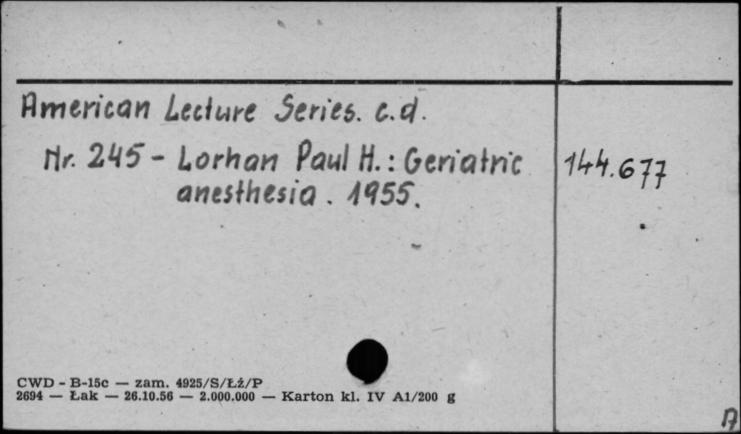 American Lecture Series. c.d.
Nr. 245 - Lorhan Paul H.: Geriatric 144.677
anesthesia. 1955.
CWD - B-15c — zam. 4925/S/Łż/P
2694 — Łak — 26.10.56 — 2.000.000 — Karton kl. IV A1/200 g